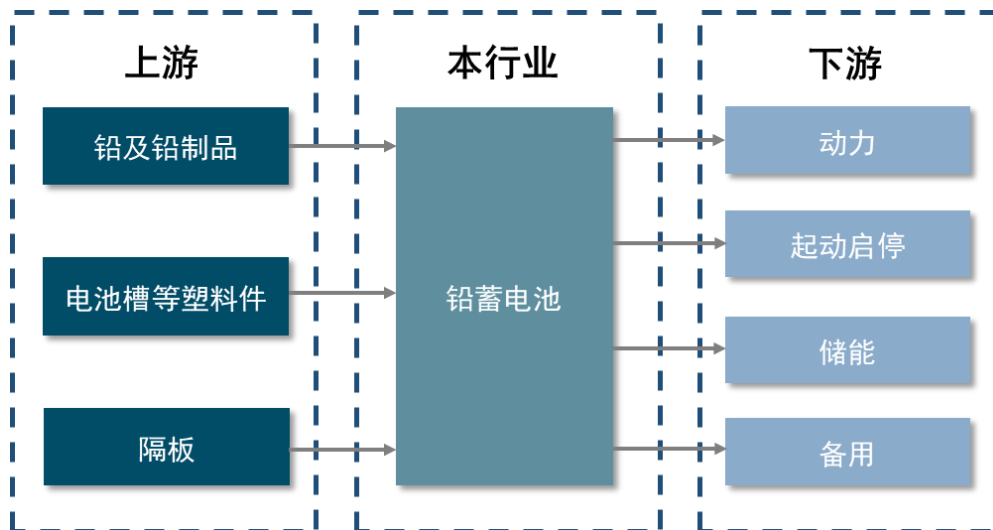 上游
铅及铅制品
电池槽等塑料件
隔板
本行业
铅蓄电池
下游
动力
起动启停
储能
备用